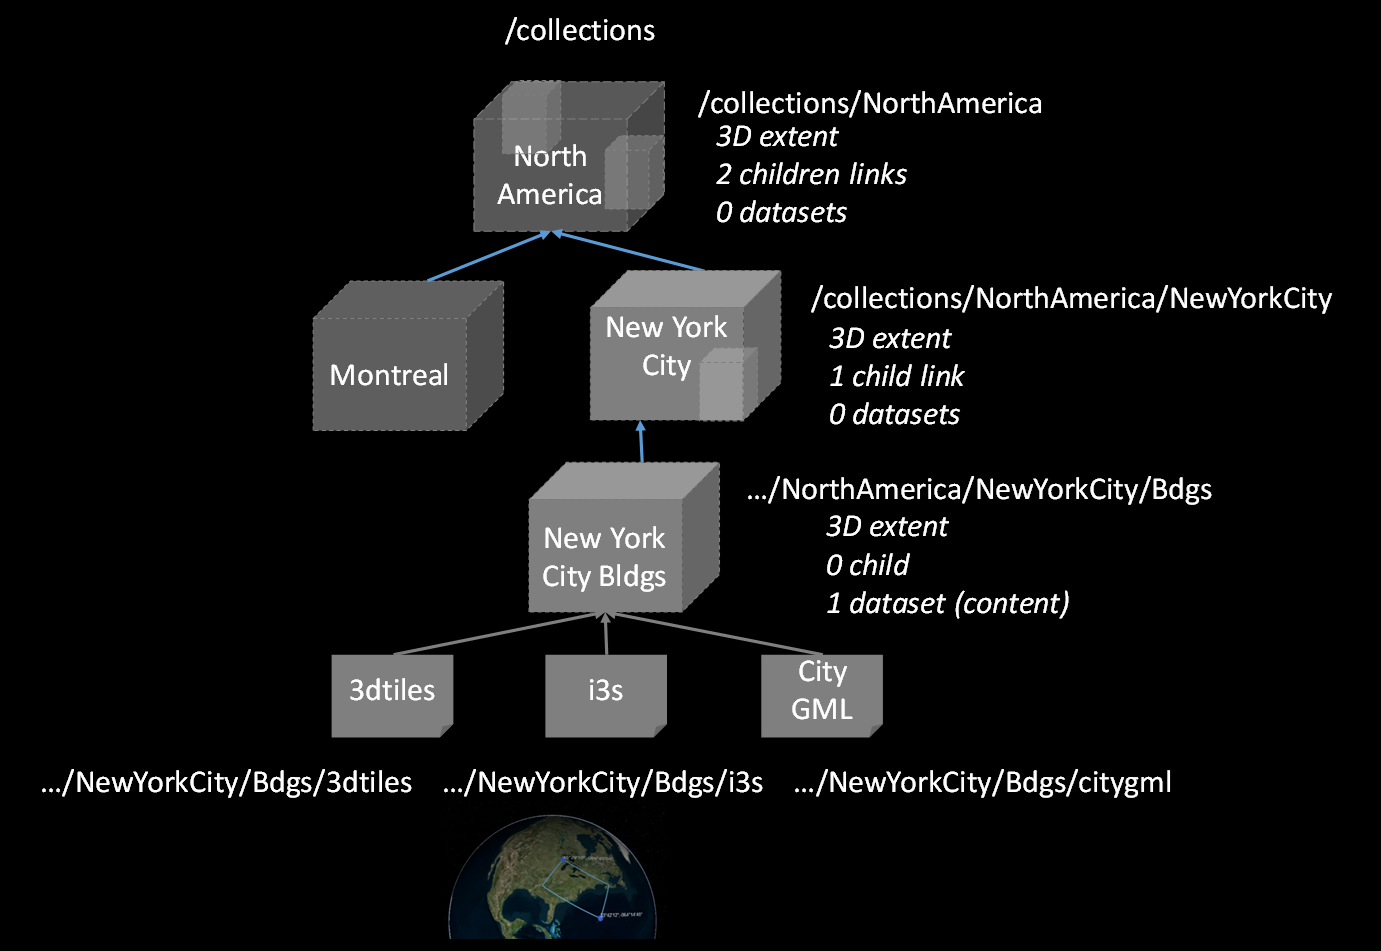 /collections
North
America
/collections/NorthAmerica
3D extent
2 children links
0 datasets
Montreal
New York
City
/collections/NorthAmerica/NewYorkCity
3D extent
1 child link
0 datasets
New York
City Bldgs
.../NorthAmerica/NewYorkCity/Bdgs
3D extent
0 child
1 dataset (content)
3dtiles
i3s
City
GML
.../NewYorkCity/Bdgs/3dtiles
.../NewYorkCity/Bdgs/i3s
.../NewYorkCity/Bdgs/citygml